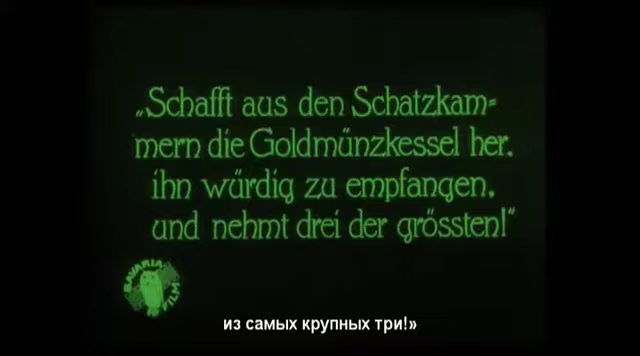 „Schafft aus den Schatzkam=
mern die Goldmünzkessel her.
ihn würdig zu empfangen.
und nehmt drei der grössten!"
BAVARIA
FILM
из самых крупных три!»